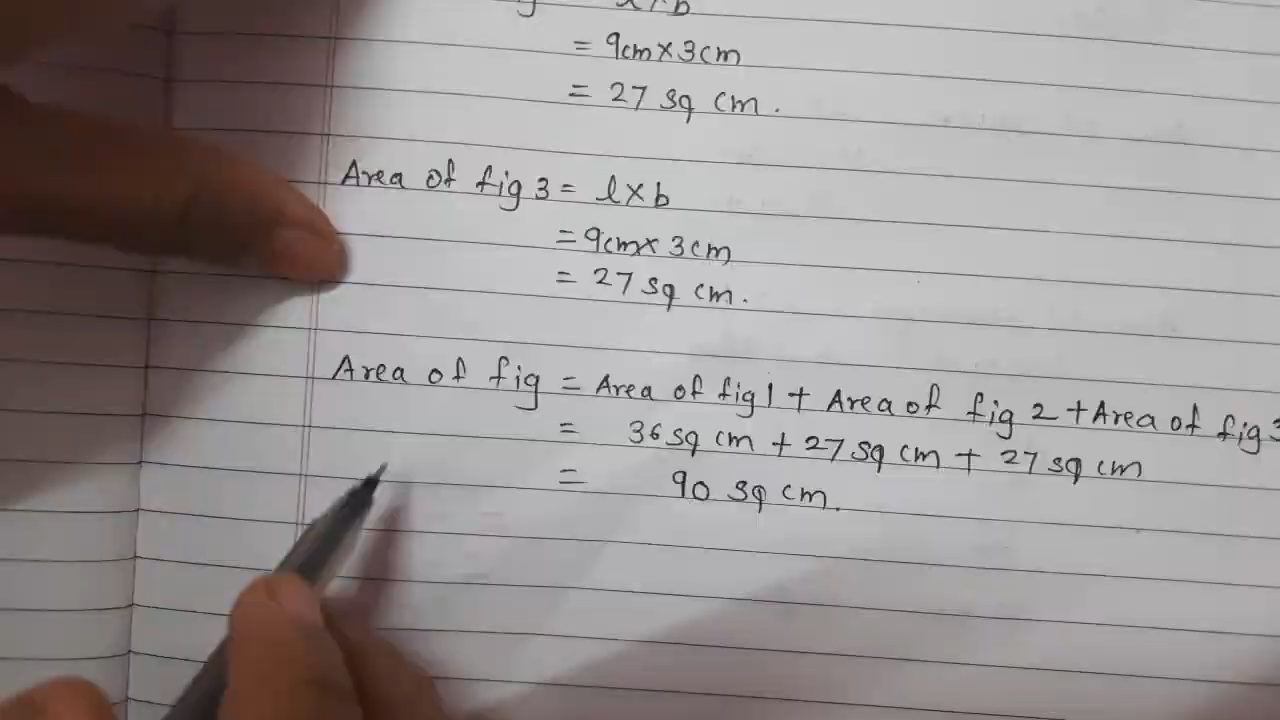 l×b
= 9cm×3cm
= 27 sq cm.
Area of fig 3 = l×b
= 9cm× 3cm
= 27 sq cm.
Area of fig = Area of fig 1 + Area of fig 2 + Area of fig 3
= 36 sq cm + 27 sq cm + 27 sq cm
= 90 sq cm.